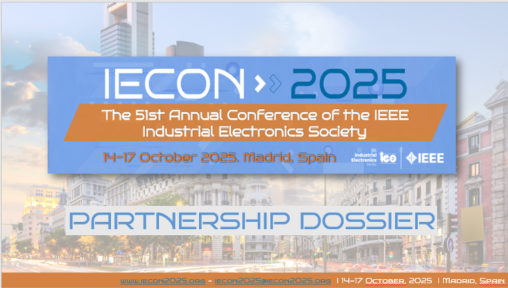 IECON 2025
The 51st Annual Conference of the IEEE
Industrial Electronics Society
14-17 October 2025, Madrid, Spain
Industrial
Electronics
Society
ies
IEEE
PARTNERSHIP DOSSIER
www.iecon2025.org • iecon2025@iecon2025.org | 14-17 October, 2025 | Madrid, Spain